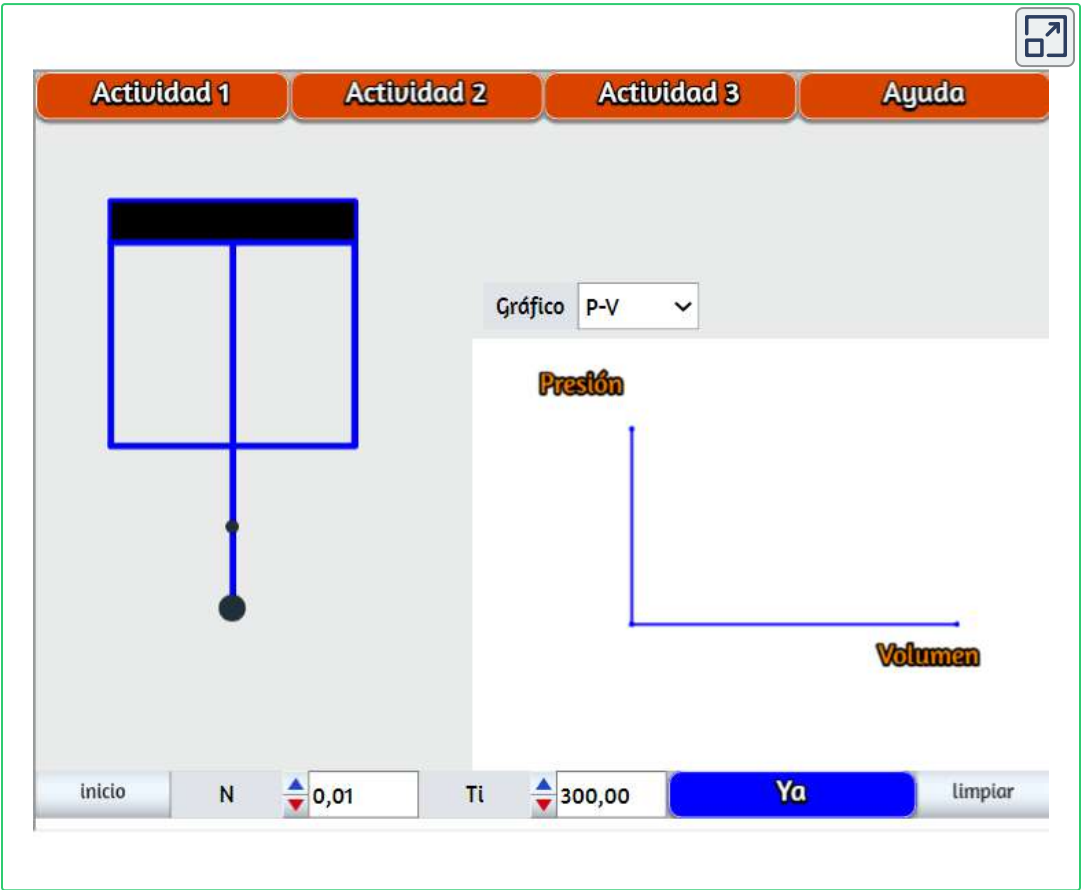 Actividad 1 Actividad 2 Actividad 3 Ayuda
Gráfico P-V
Presión
Volumen
inicio N 0,01 Ti 300,00 Ya limpiar